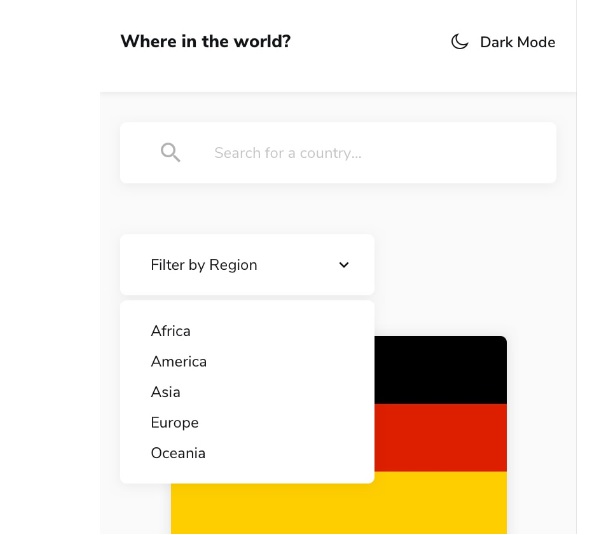 Where in the world?
Dark Mode
Search for a country...
Filter by Region
Africa
America
Asia
Europe
Oceania